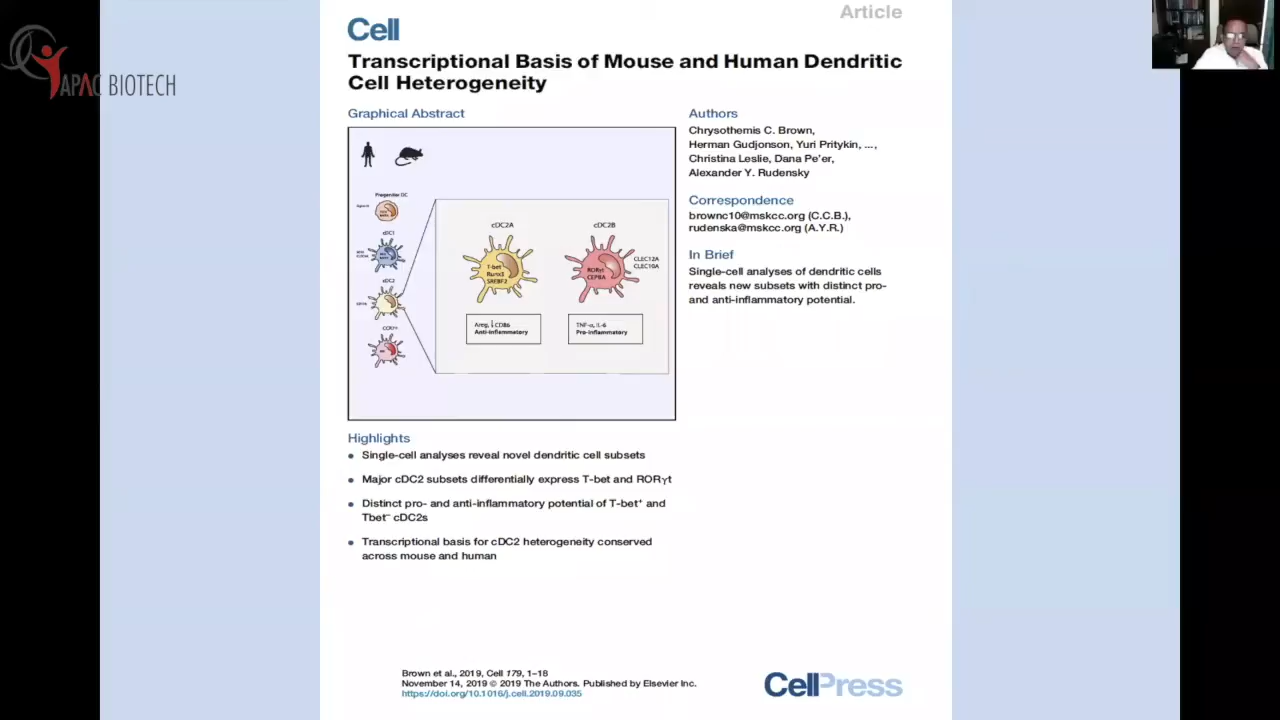 APAC BIOTECH
Article
Cell
Transcriptional Basis of Mouse and Human Dendritic
Cell Heterogeneity
Graphical Abstract
Progenitor DC
cDC1
cDC2
cDC2A
T-bet
Runx3
SREBF2
Areg, ↓CD86
Anti-inflammatory
cDC2B
RORγt
CEPBA
CLEC12A
CLEC10A
TNF-α, IL-6
Pro-inflammatory
Authors
Chrysothemis C. Brown,
Herman Gudjonson, Yuri Pritykin, ...,
Christina Leslie, Dana Pe'er,
Alexander Y. Rudensky
Correspondence
brownc10@mskcc.org (C.C.B.),
rudenska@mskcc.org (A.Y.R.)
In Brief
Single-cell analyses of dendritic cells
reveals new subsets with distinct pro-
and anti-inflammatory potential.
Highlights
• Single-cell analyses reveal novel dendritic cell subsets
• Major cDC2 subsets differentially express T-bet and RORγt
• Distinct pro- and anti-inflammatory potential of T-bet⁺ and
Tbet⁻ cDC2s
• Transcriptional basis for cDC2 heterogeneity conserved
across mouse and human
Brown et al., 2019, Cell 179, 1–18
November 14, 2019 © 2019 The Authors. Published by Elsevier Inc.
https://doi.org/10.1016/j.cell.2019.09.035
CellPress